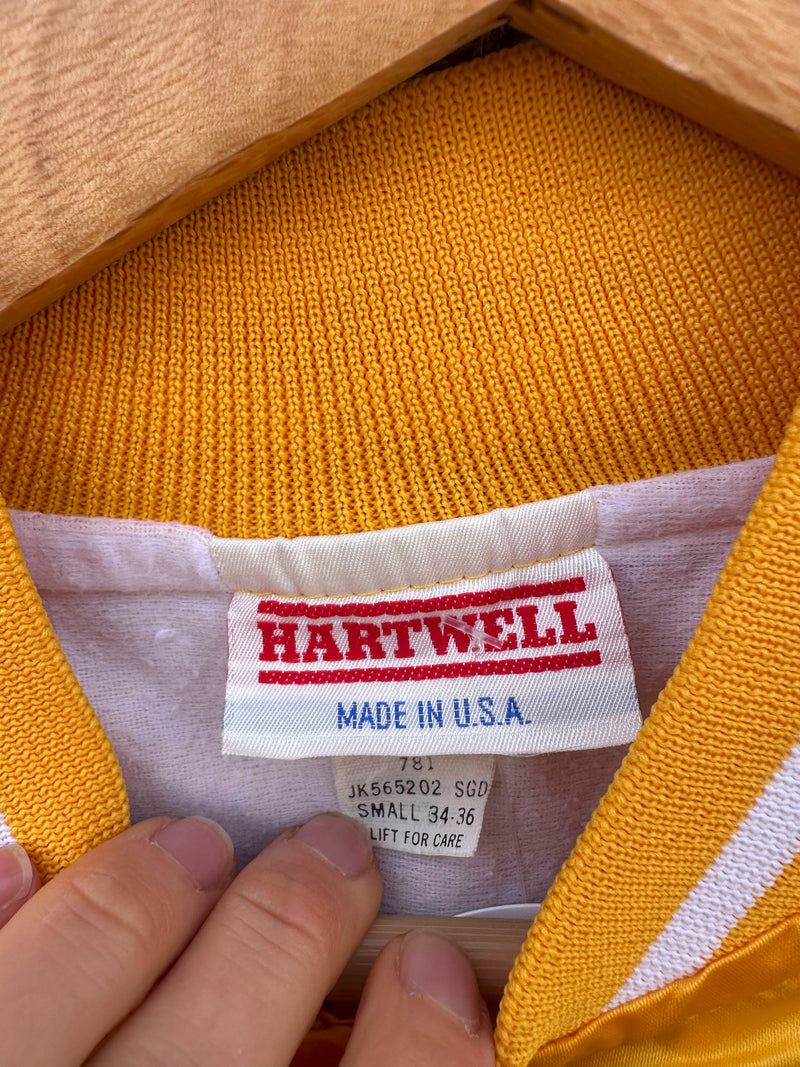 HARTWELL
MADE IN U.S.A.
781
JK565202 SGD
SMALL 34-36
LIFT FOR CARE